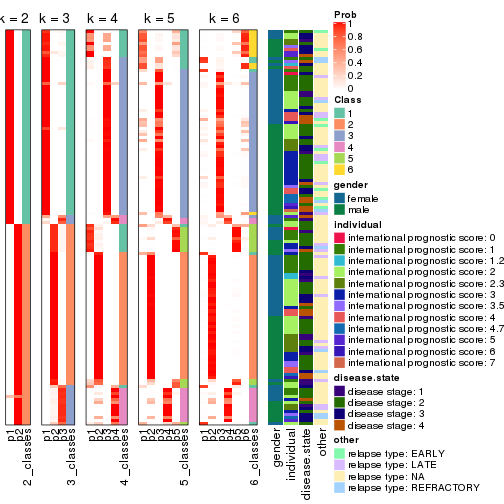 k = 2 k = 3 k = 4 k = 5 k = 6
Prob
1
0.8
0.6
0.4
0.2
0
Class
1
2
3
4
5
6
gender
female
male
individual
international prognostic score: 0
international prognostic score: 1
international prognostic score: 1.2
international prognostic score: 2
international prognostic score: 2.3
international prognostic score: 3
international prognostic score: 3.5
international prognostic score: 4
international prognostic score: 4.7
international prognostic score: 5
international prognostic score: 6
international prognostic score: 7
disease.state
disease stage: 1
disease stage: 2
disease stage: 3
disease stage: 4
other
relapse type: EARLY
relapse type: LATE
relapse type: NA
relapse type: REFRACTORY
p1
p2
2_classes
p1
p2
p3
3_classes
p1
p2
p3
p4
4_classes
p1
p2
p3
p4
p5
5_classes
p1
p2
p3
p4
p5
p6
6_classes
gender
individual
disease.state
other